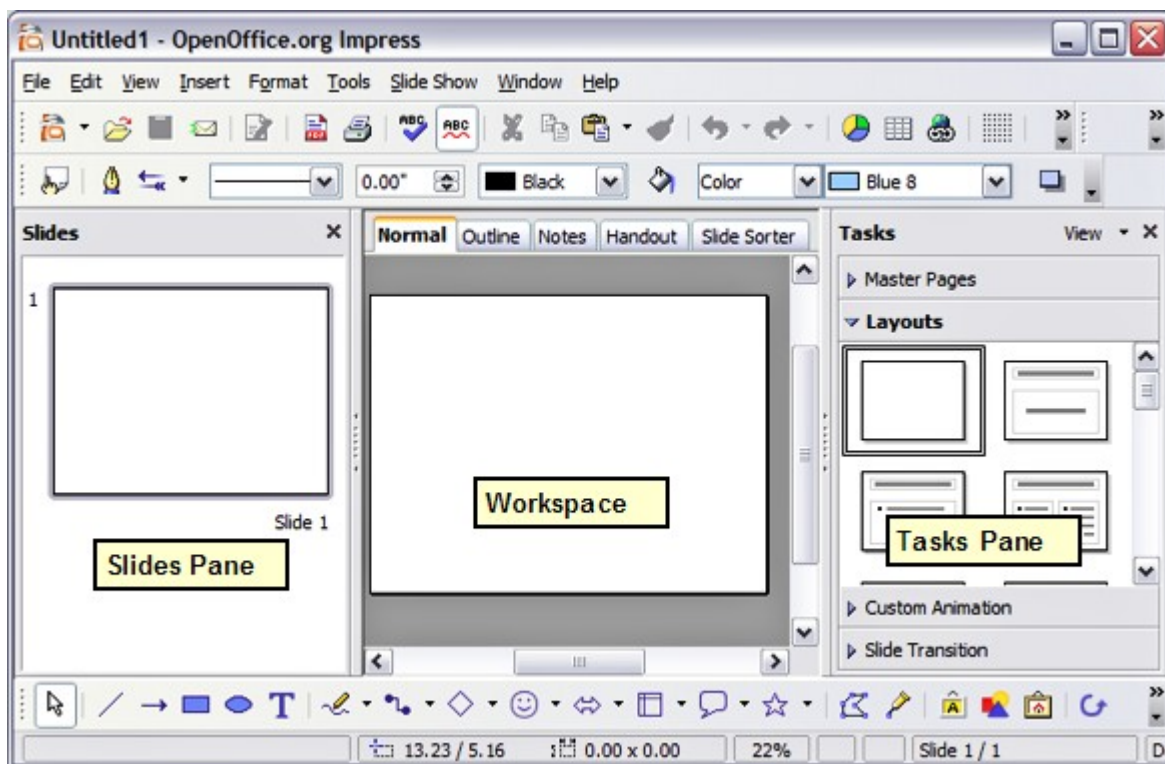 Untitled1 - OpenOffice.org Impress
File Edit View Insert Format Tools Slide Show Window Help
ABC ABC
0.00" Black Color Blue 8
Slides
Normal Outline Notes Handout Slide Sorter
Tasks View
Master Pages
Layouts
1
Slide 1
Slides Pane
Workspace
Tasks Pane
Custom Animation
Slide Transition
T A
13.23 / 5.16 0.00 x 0.00 22% Slide 1 / 1 D